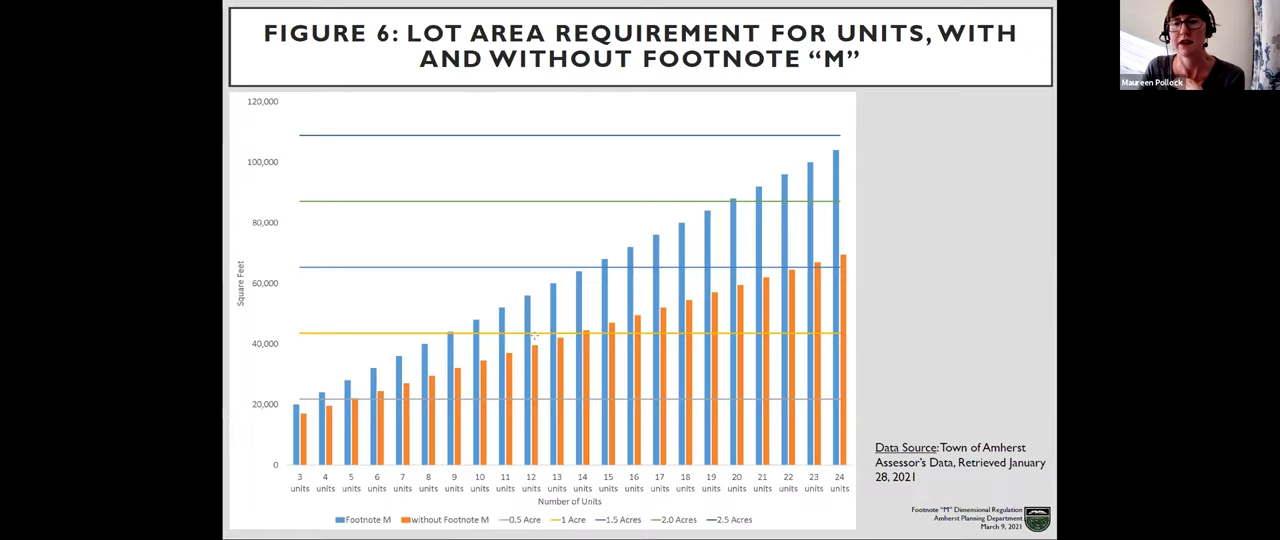 FIGURE 6: LOT AREA REQUIREMENT FOR UNITS, WITH
AND WITHOUT FOOTNOTE “M”
Maureen Pollock
120,000
100,000
80,000
60,000
40,000
20,000
0
Square Feet
3 4 5 6 7 8 9 10 11 12 13 14 15 16 17 18 19 20 21 22 23 24
units units units units units units units units units units units units units units units units units units units units units units
Number of Units
Footnote M without Footnote M 0.5 Acre 1 Acre 1.5 Acres 2.0 Acres 2.5 Acres
Data Source: Town of Amherst
Assessor's Data, Retrieved January
28, 2021
Footnote “M” Dimensional Regulation
Amherst Planning Department
March 9, 2021